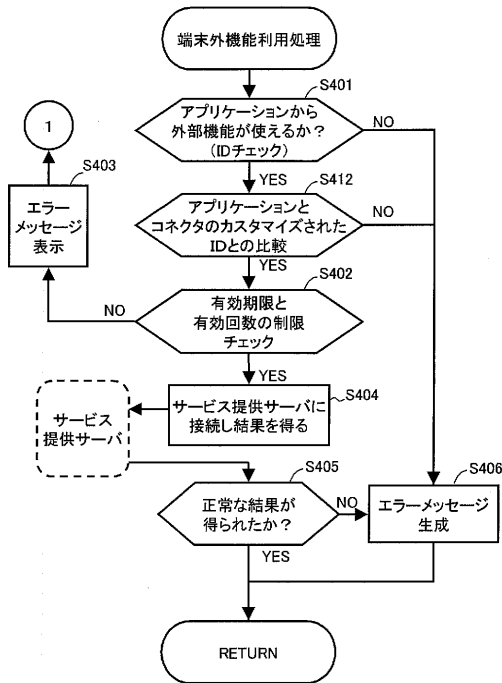 端末外機能利用処理
S401
アプリケーションから
外部機能が使えるか？
(IDチェック)
NO
1
S403
YES
S412
エラー
メッセージ
表示
アプリケーションと
コネクタのカスタマイズされた
IDとの比較
NO
YES
S402
NO
有効期限と
有効回数の制限
チェック
YES
S404
サービス提供サーバに
接続し結果を得る
サービス
提供サーバ
S405
S406
正常な結果が
得られたか？
NO
エラーメッセージ
生成
YES
RETURN